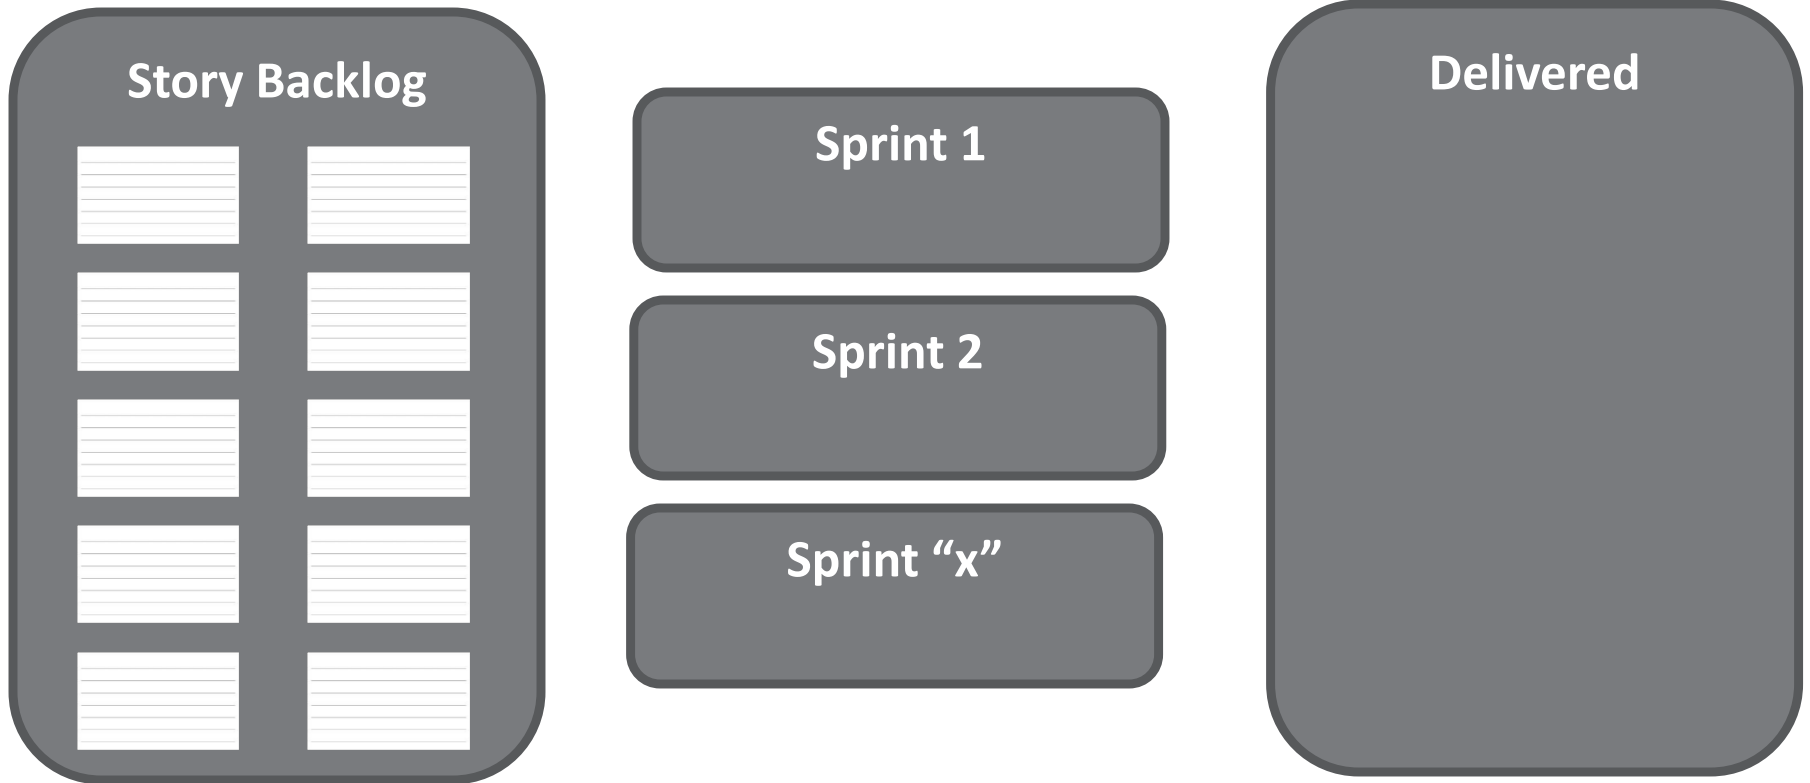 Story Backlog
Sprint 1
Sprint 2
Sprint “x”
Delivered